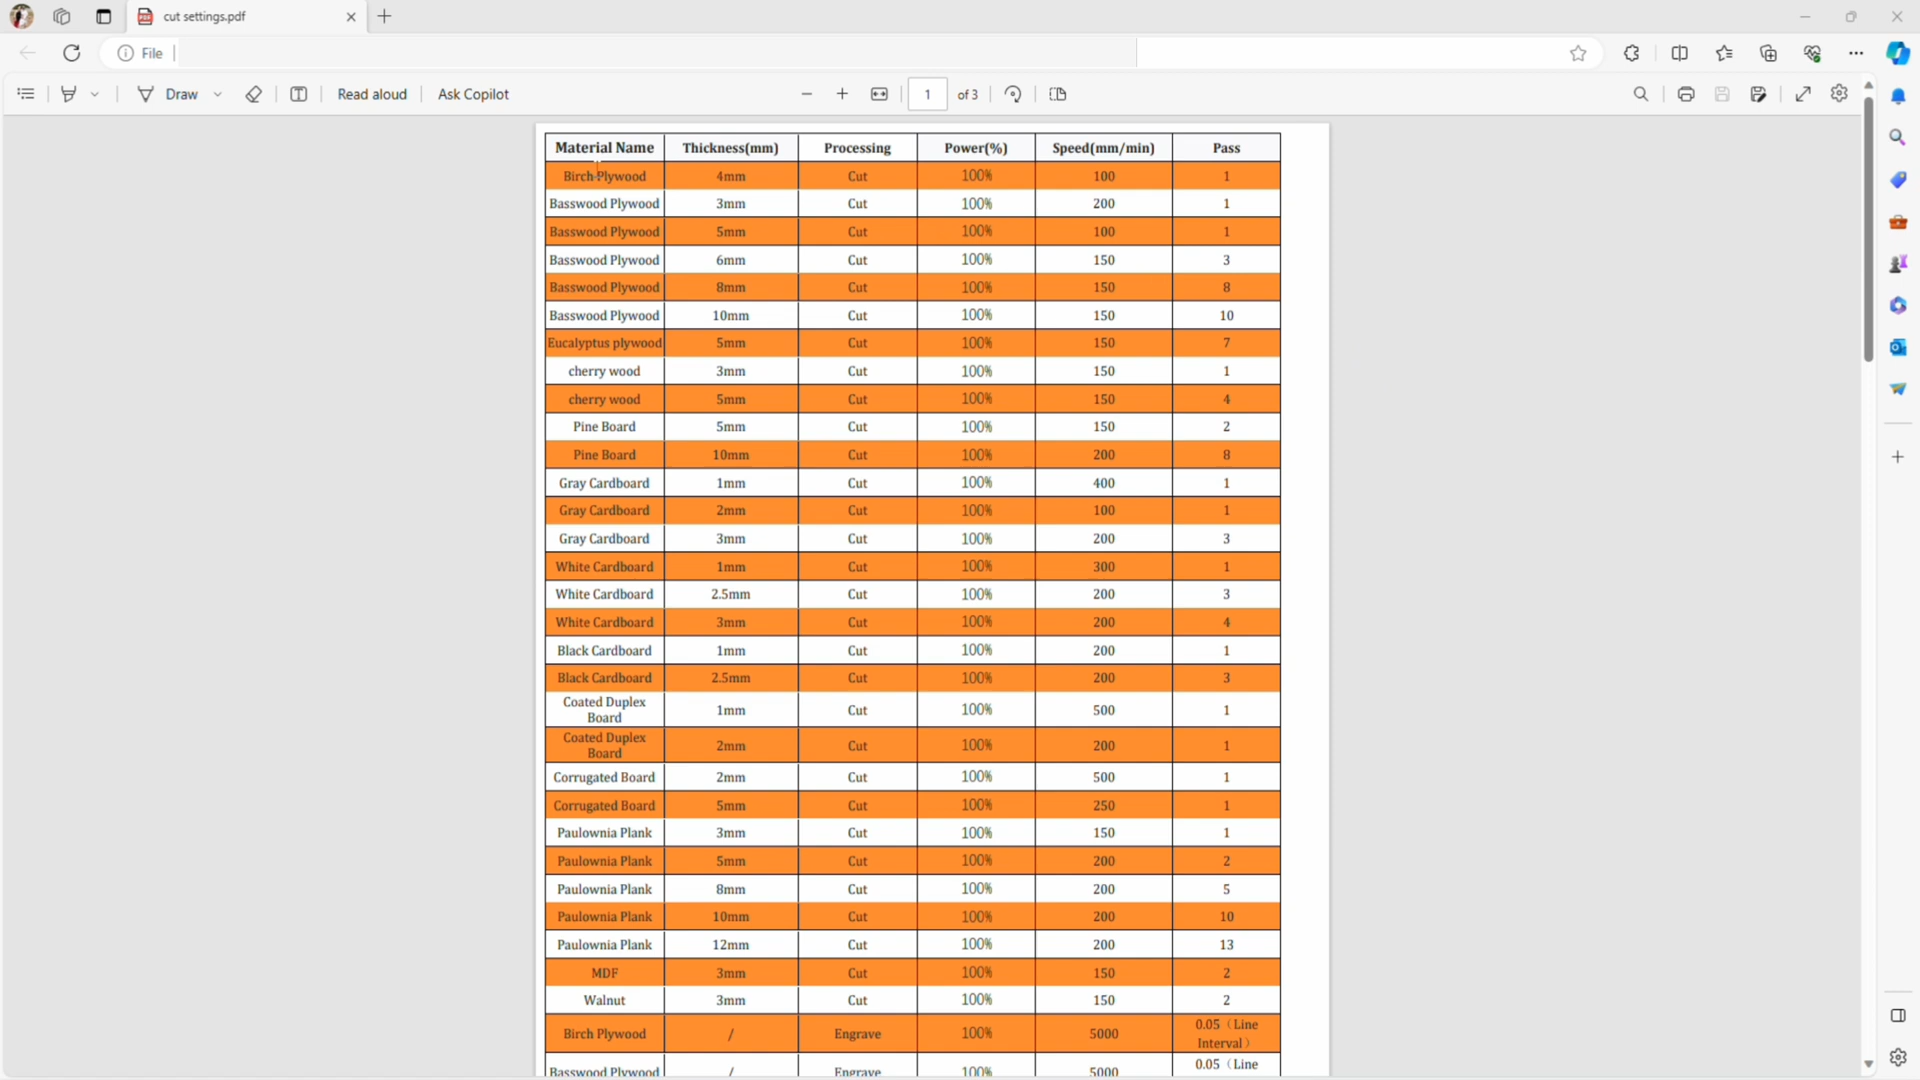 cut settings.pdf
File
Draw
Read aloud
Ask Copilot
1 of 3
Material Name Thickness(mm) Processing Power(%) Speed(mm/min) Pass
Birch Plywood 4mm Cut 100% 100 1
Basswood Plywood 3mm Cut 100% 200 1
Basswood Plywood 5mm Cut 100% 100 1
Basswood Plywood 6mm Cut 100% 150 3
Basswood Plywood 8mm Cut 100% 150 8
Basswood Plywood 10mm Cut 100% 150 10
Eucalyptus plywood 5mm Cut 100% 150 7
cherry wood 3mm Cut 100% 150 1
cherry wood 5mm Cut 100% 150 4
Pine Board 5mm Cut 100% 150 2
Pine Board 10mm Cut 100% 200 8
Gray Cardboard 1mm Cut 100% 400 1
Gray Cardboard 2mm Cut 100% 100 1
Gray Cardboard 3mm Cut 100% 200 3
White Cardboard 1mm Cut 100% 300 1
White Cardboard 2.5mm Cut 100% 200 3
White Cardboard 3mm Cut 100% 200 4
Black Cardboard 1mm Cut 100% 200 1
Black Cardboard 2.5mm Cut 100% 200 3
Coated Duplex
Board 1mm Cut 100% 500 1
Coated Duplex
Board 2mm Cut 100% 200 1
Corrugated Board 2mm Cut 100% 500 1
Corrugated Board 5mm Cut 100% 250 1
Paulownia Plank 3mm Cut 100% 150 1
Paulownia Plank 5mm Cut 100% 200 2
Paulownia Plank 8mm Cut 100% 200 5
Paulownia Plank 10mm Cut 100% 200 10
Paulownia Plank 12mm Cut 100% 200 13
MDF 3mm Cut 100% 150 2
Walnut 3mm Cut 100% 150 2
Birch Plywood / Engrave 100% 5000 0.05（Line
Interval）
Basswood Plywood / Engrave 100% 5000 0.05（Line